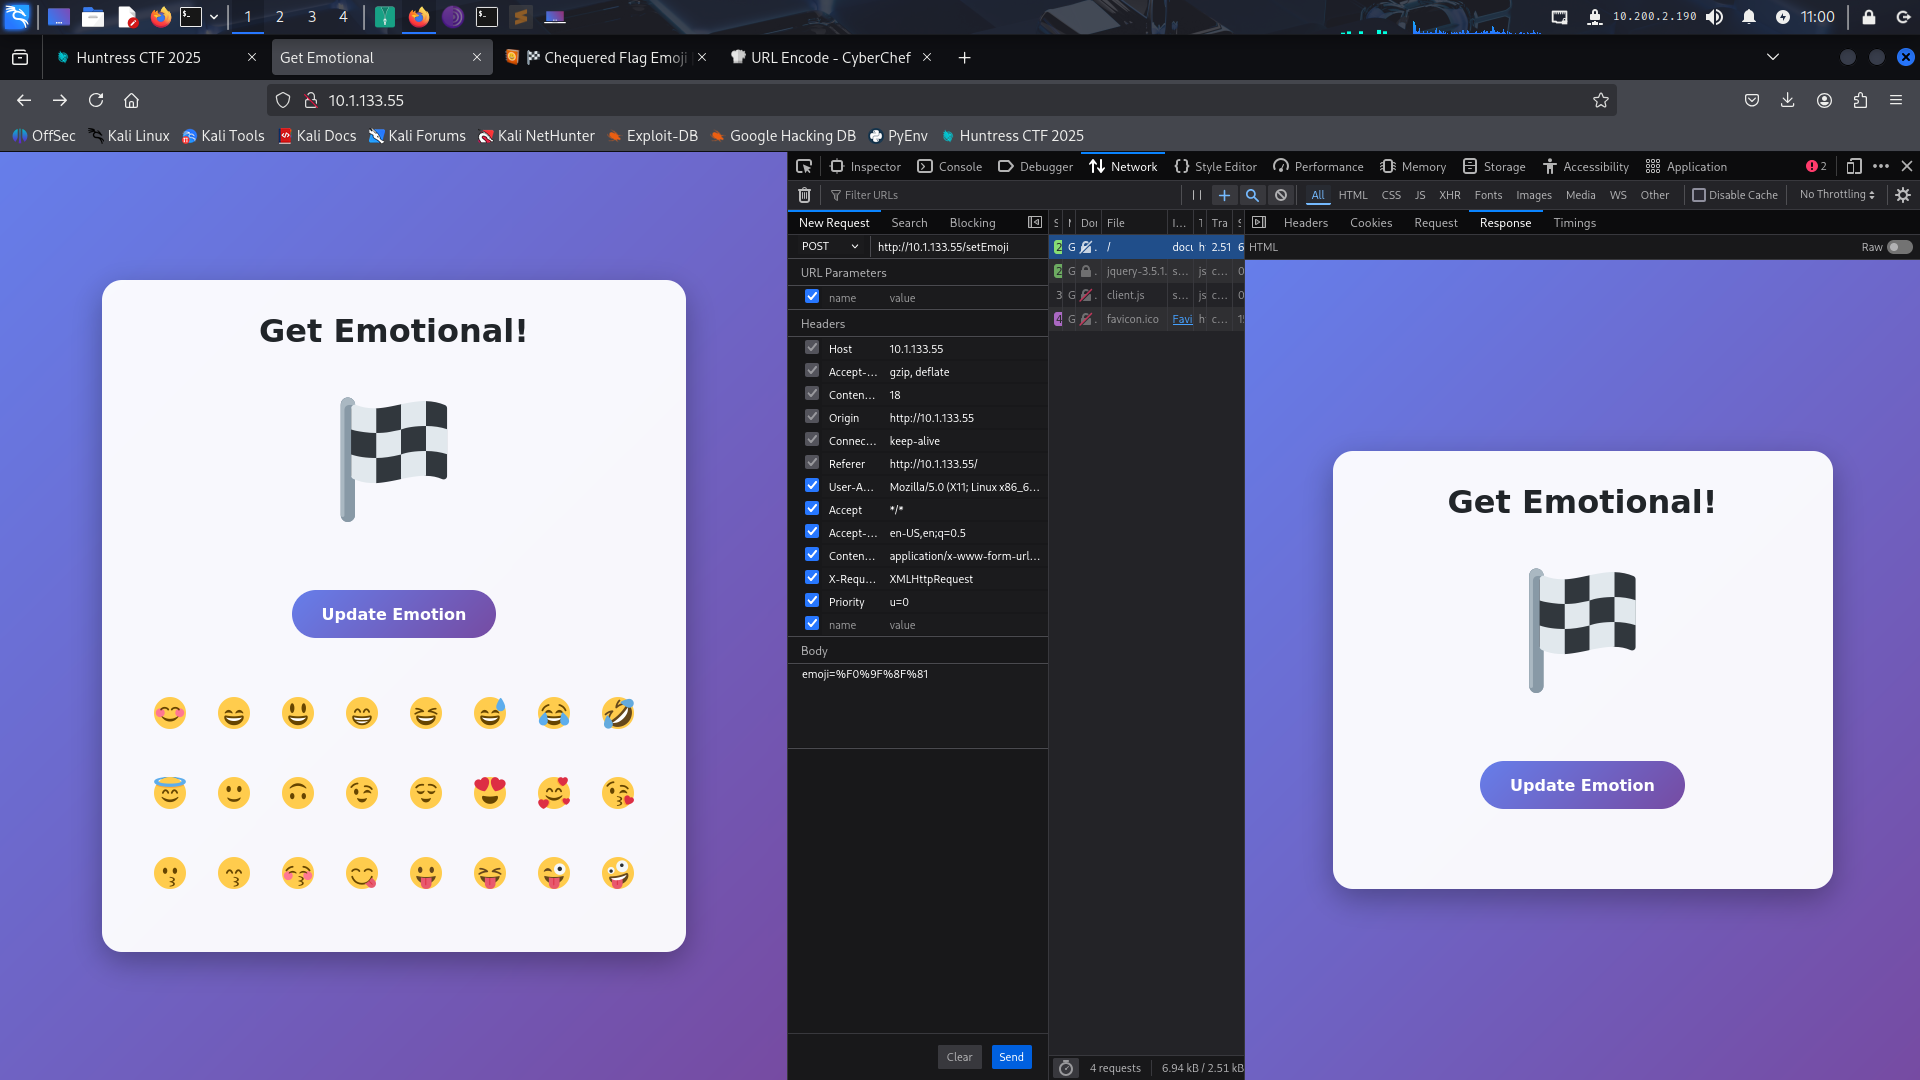 1
2
3
4
10.200.2.190
11:00
Huntress CTF 2025
Get Emotional
Chequered Flag Emoji
URL Encode - CyberChef
10.1.133.55
OffSec
Kali Linux
Kali Tools
Kali Docs
Kali Forums
Kali NetHunter
Exploit-DB
Google Hacking DB
PyEnv
Huntress CTF 2025
Get Emotional!
Update Emotion
Inspector
Console
Debugger
Network
Style Editor
Performance
Memory
Storage
Accessibility
Application
2
Filter URLs
All
HTML
CSS
JS
XHR
Fonts
Images
Media
WS
Other
Disable Cache
No Throttling
New Request
Search
Blocking
POST
http://10.1.133.55/setEmoji
URL Parameters
name value
Headers
Host 10.1.133.55
Accept-... gzip, deflate
Conten... 18
Origin http://10.1.133.55
Connec... keep-alive
Referer http://10.1.133.55/
User-A... Mozilla/5.0 (X11; Linux x86_6...
Accept */*
Accept-... en-US,en;q=0.5
Conten... application/x-www-form-url...
X-Requ... XMLHttpRequest
Priority u=0
name value
Body
emoji=%F0%9F%8F%81
Clear
Send
File
I...
Tra
2 G . / docu h 2.51 6
2 G . jquery-3.5.1. s... js c... 0
3 G . client.js s... js c... 0
4 G . favicon.ico Favi h c...
4 requests
6.94 kB / 2.51 kB
Headers
Cookies
Request
Response
Timings
HTML
Raw
Get Emotional!
Update Emotion